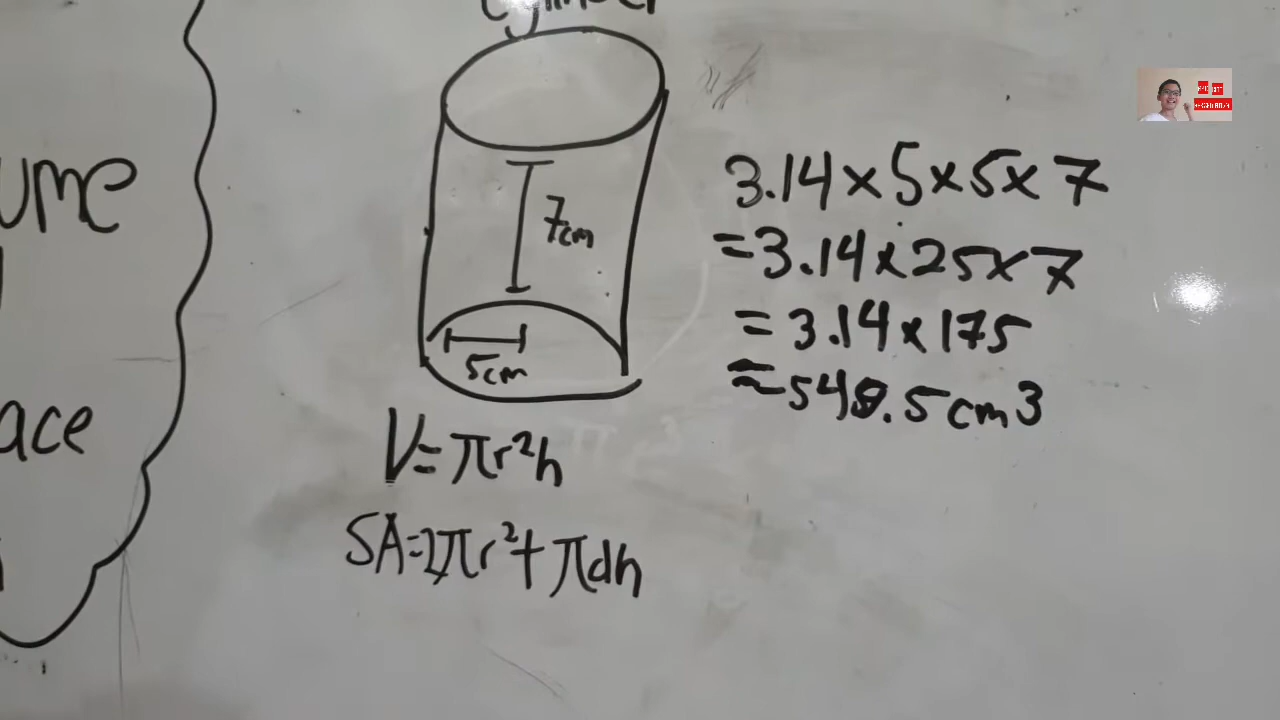 cylinder
ume
ace
7cm
5cm
V=πr²h
SA=2πr²+πdh
3.14×5×5×7
=3.14×25×7
=3.14×175
≈549.5cm3